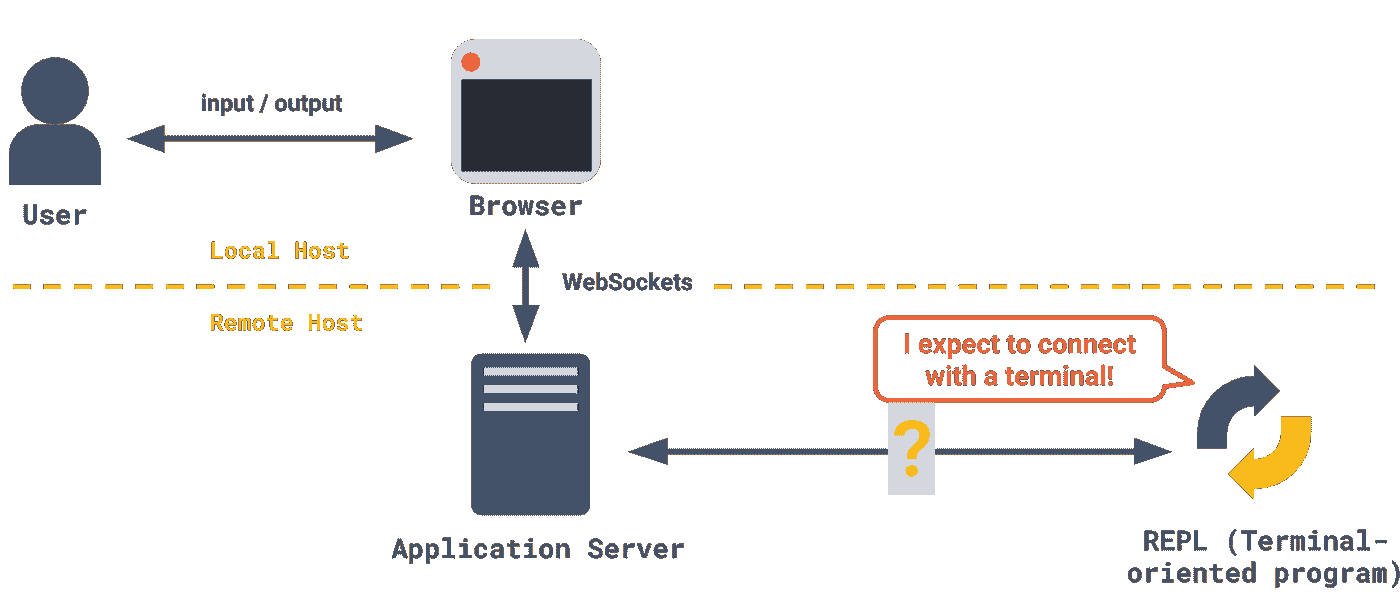 input / output
User
Browser
Local Host
WebSockets
Remote Host
I expect to connect
with a terminal!
?
Application Server
REPL (Terminal-
oriented program)